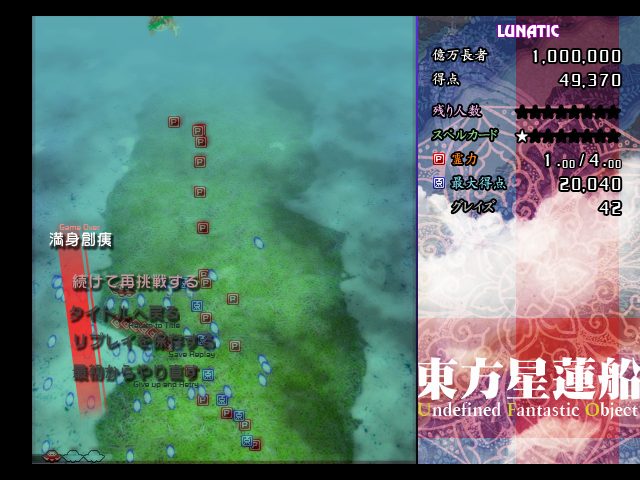 LUNATIC
億万長者 1,000,000
得点 49,370
残り人数
スペルカード
P 霊力 1.00/4.00
最大得点 20,040
グレイズ 42
Game Over
満身創痍
続けて再挑戦する
タイトルへ戻る
Return to Title
リプレイを保存する
Save Replay
最初からやり直す
Give up and Retry
東方星蓮船
Undefined Fantastic Object